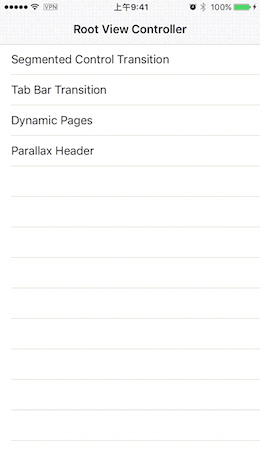 VPN 上午9:41 100%
Root View Controller
Segmented Control Transition
Tab Bar Transition
Dynamic Pages
Parallax Header